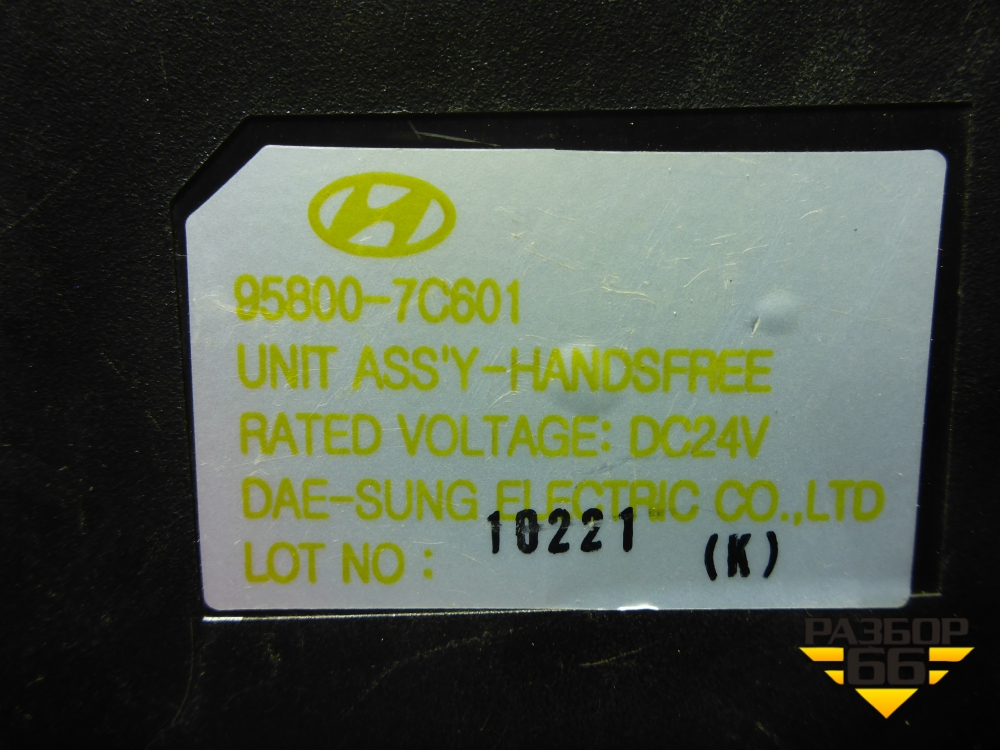 95800-7C601
UNIT ASS'Y-HANDSFREE
RATED VOLTAGE: DC24V
DAE-SUNG ELECTRIC CO.,LTD
LOT NO : 10221 (K)
РАЗБОР
66